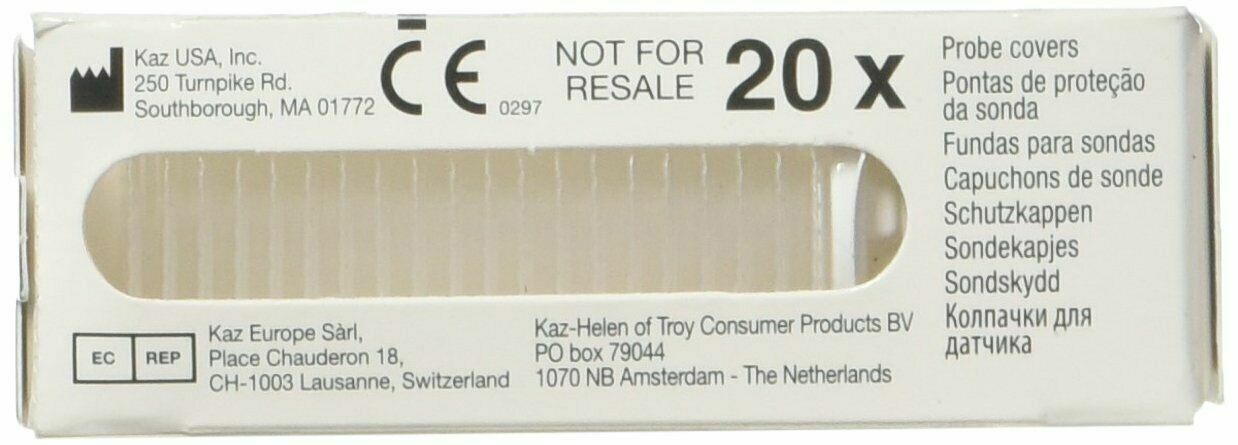 Kaz USA, Inc.
250 Turnpike Rd.
Southborough, MA 01772
CE 0297
NOT FOR
RESALE
20 x
Probe covers
Pontas de proteção
da sonda
Fundas para sondas
Capuchons de sonde
Schutzkappen
Sondekapjes
Sondskydd
Колпачки для
датчика
EC REP
Kaz Europe Sàrl,
Place Chauderon 18,
CH-1003 Lausanne, Switzerland
Kaz-Helen of Troy Consumer Products BV
PO box 79044
1070 NB Amsterdam - The Netherlands